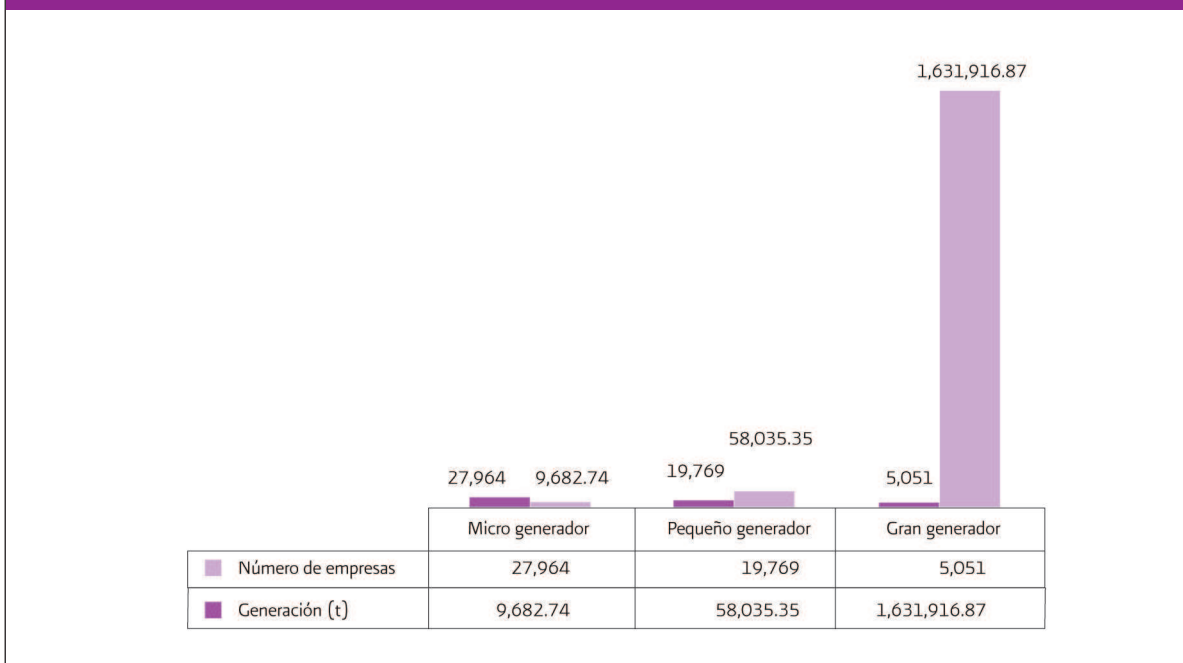 1,631,916.87
58,035.35
27,964 9,682.74 19,769 5,051
Micro generador Pequeño generador Gran generador
Número de empresas 27,964 19,769 5,051
Generación (t) 9,682.74 58,035.35 1,631,916.87